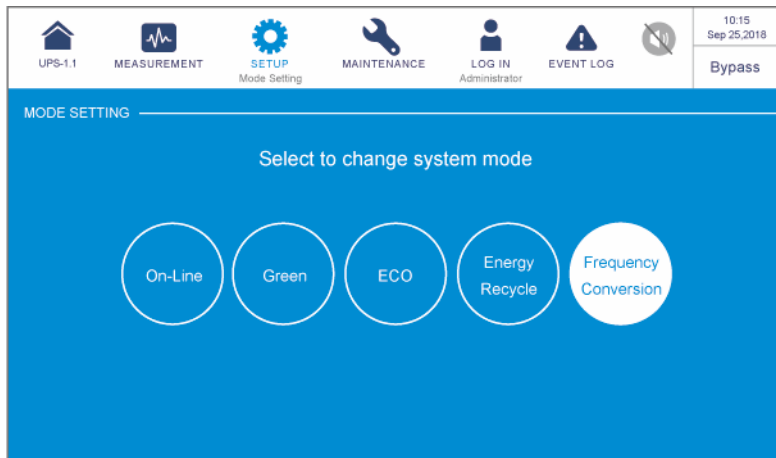 10:15
Sep 25,2018
UPS-1.1
MEASUREMENT
SETUP
Mode Setting
MAINTENANCE
LOG IN
Administrator
EVENT LOG
Bypass
MODE SETTING
Select to change system mode
On-Line
Green
ECO
Energy
Recycle
Frequency
Conversion